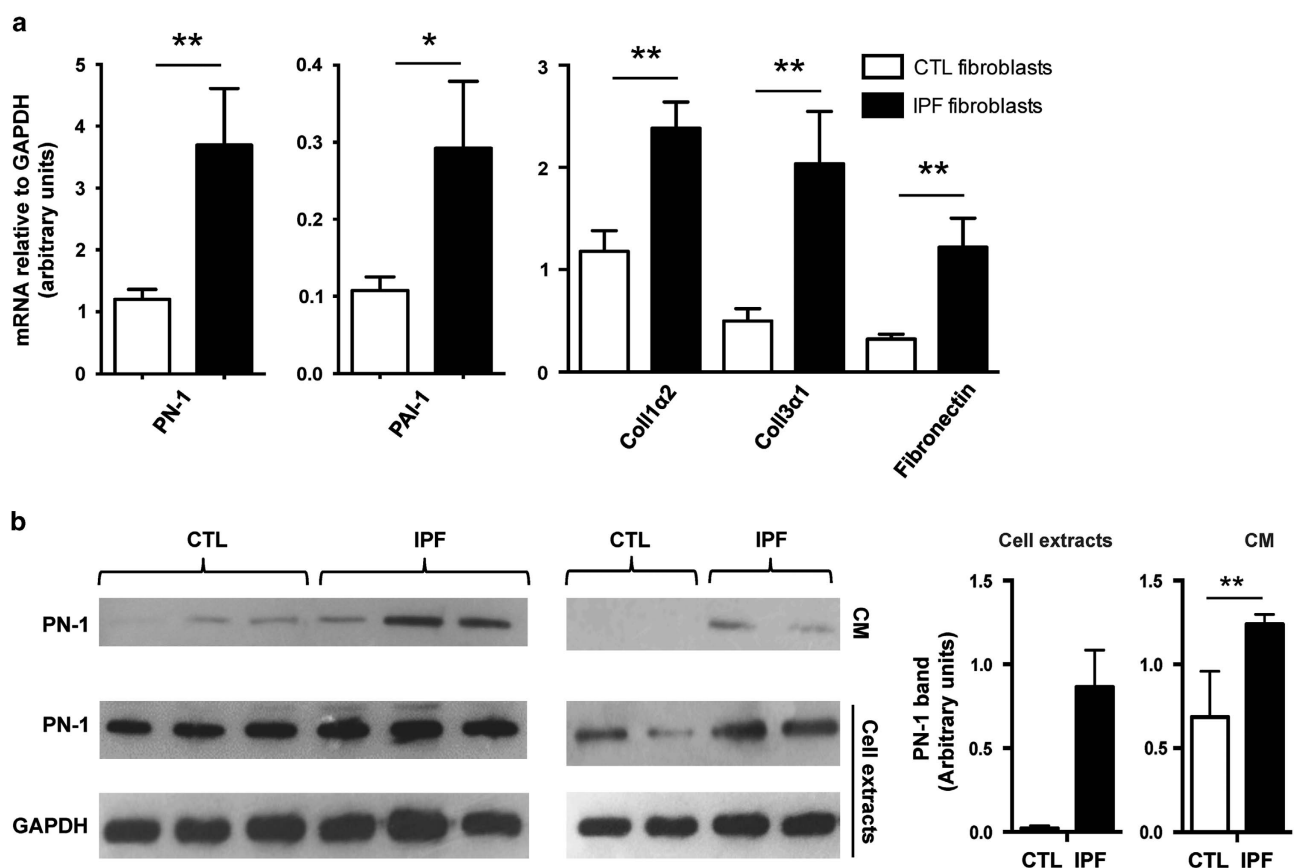 a
mRNA relative to GAPDH
(arbitrary units)
5
4
3
2
1
0
**
PN-1
0.4
0.3
0.2
0.1
0.0
*
PAI-1
3
2
1
0
**
**
**
Coll1α2
Coll3α1
Fibronectin
CTL fibroblasts
IPF fibroblasts
b
CTL
IPF
CTL
IPF
PN-1
CM
PN-1
GAPDH
Cell extracts
Cell extracts
CM
PN-1 band
(Arbitrary units)
1.5
1.0
0.5
0.0
CTL IPF
1.5
1.0
0.5
0.0
**
CTL IPF